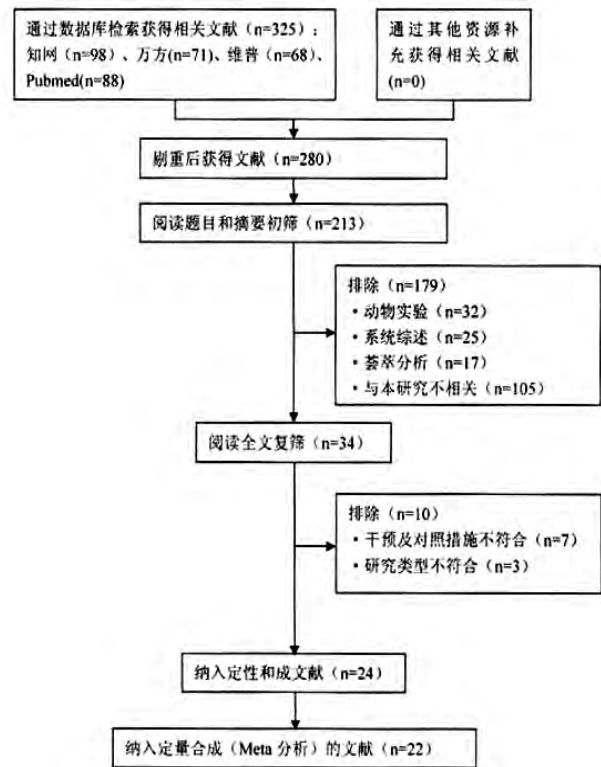 通过数据库检索获得相关文献（n=325）：
知网（n=98）、万方(n=71)、维普（n=68）、
Pubmed(n=88)
通过其他资源补
充获得相关文献
(n=0)
剔重后获得文献（n=280）
阅读题目和摘要初筛（n=213）
排除（n=179）
・动物实验（n=32）
・系统综述（n=25）
・荟萃分析（n=17）
・与本研究不相关（n=105）
阅读全文复筛（n=34）
排除（n=10）
・干预及对照措施不符合（n=7）
・研究类型不符合（n=3）
纳入定性和成文献（n=24）
纳入定量合成（Meta 分析）的文献（n=22）